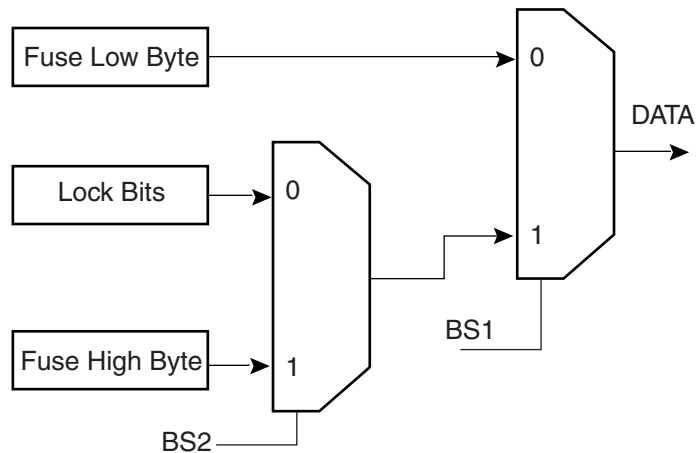 Fuse Low Byte
0
DATA
Lock Bits
0
1
BS1
Fuse High Byte
1
BS2